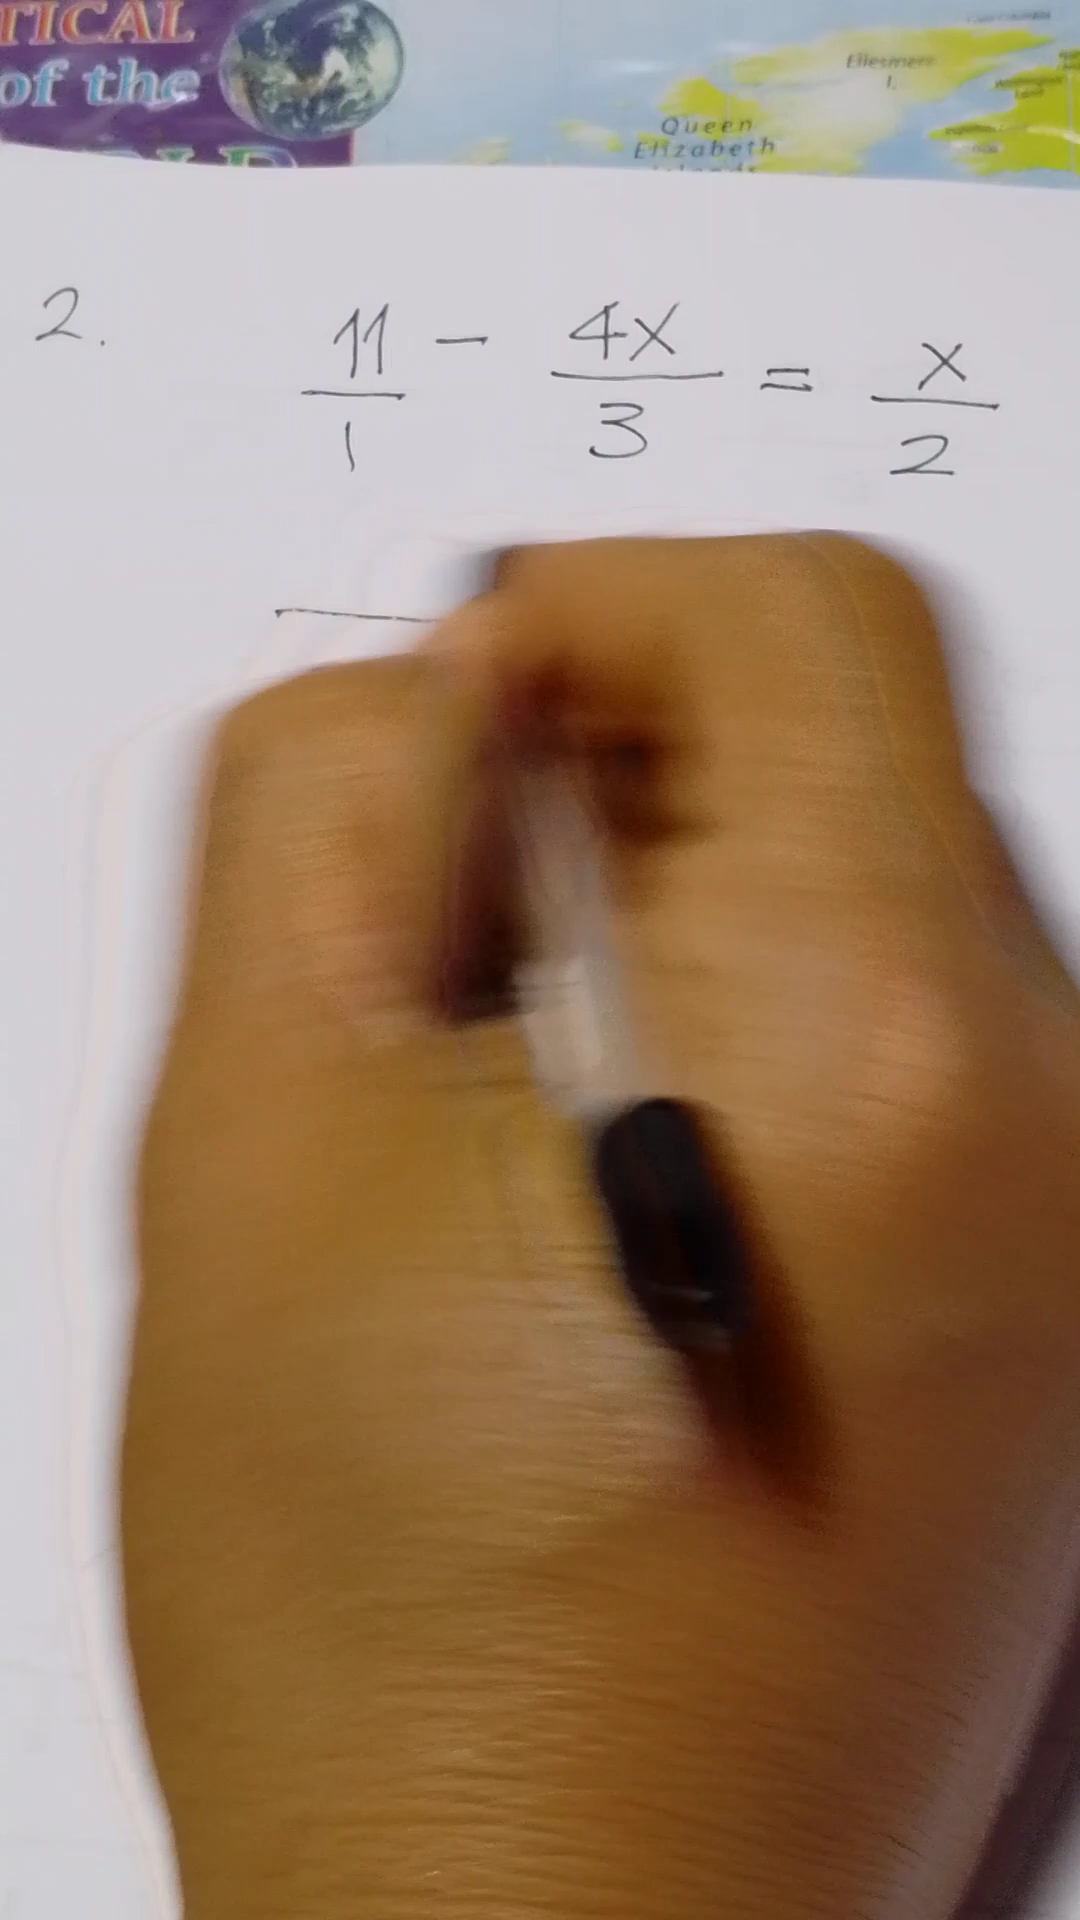 TICAL
of the
Ellesmere
I.
Queen
Elizabeth
2. 11/1 - 4x/3 = x/2